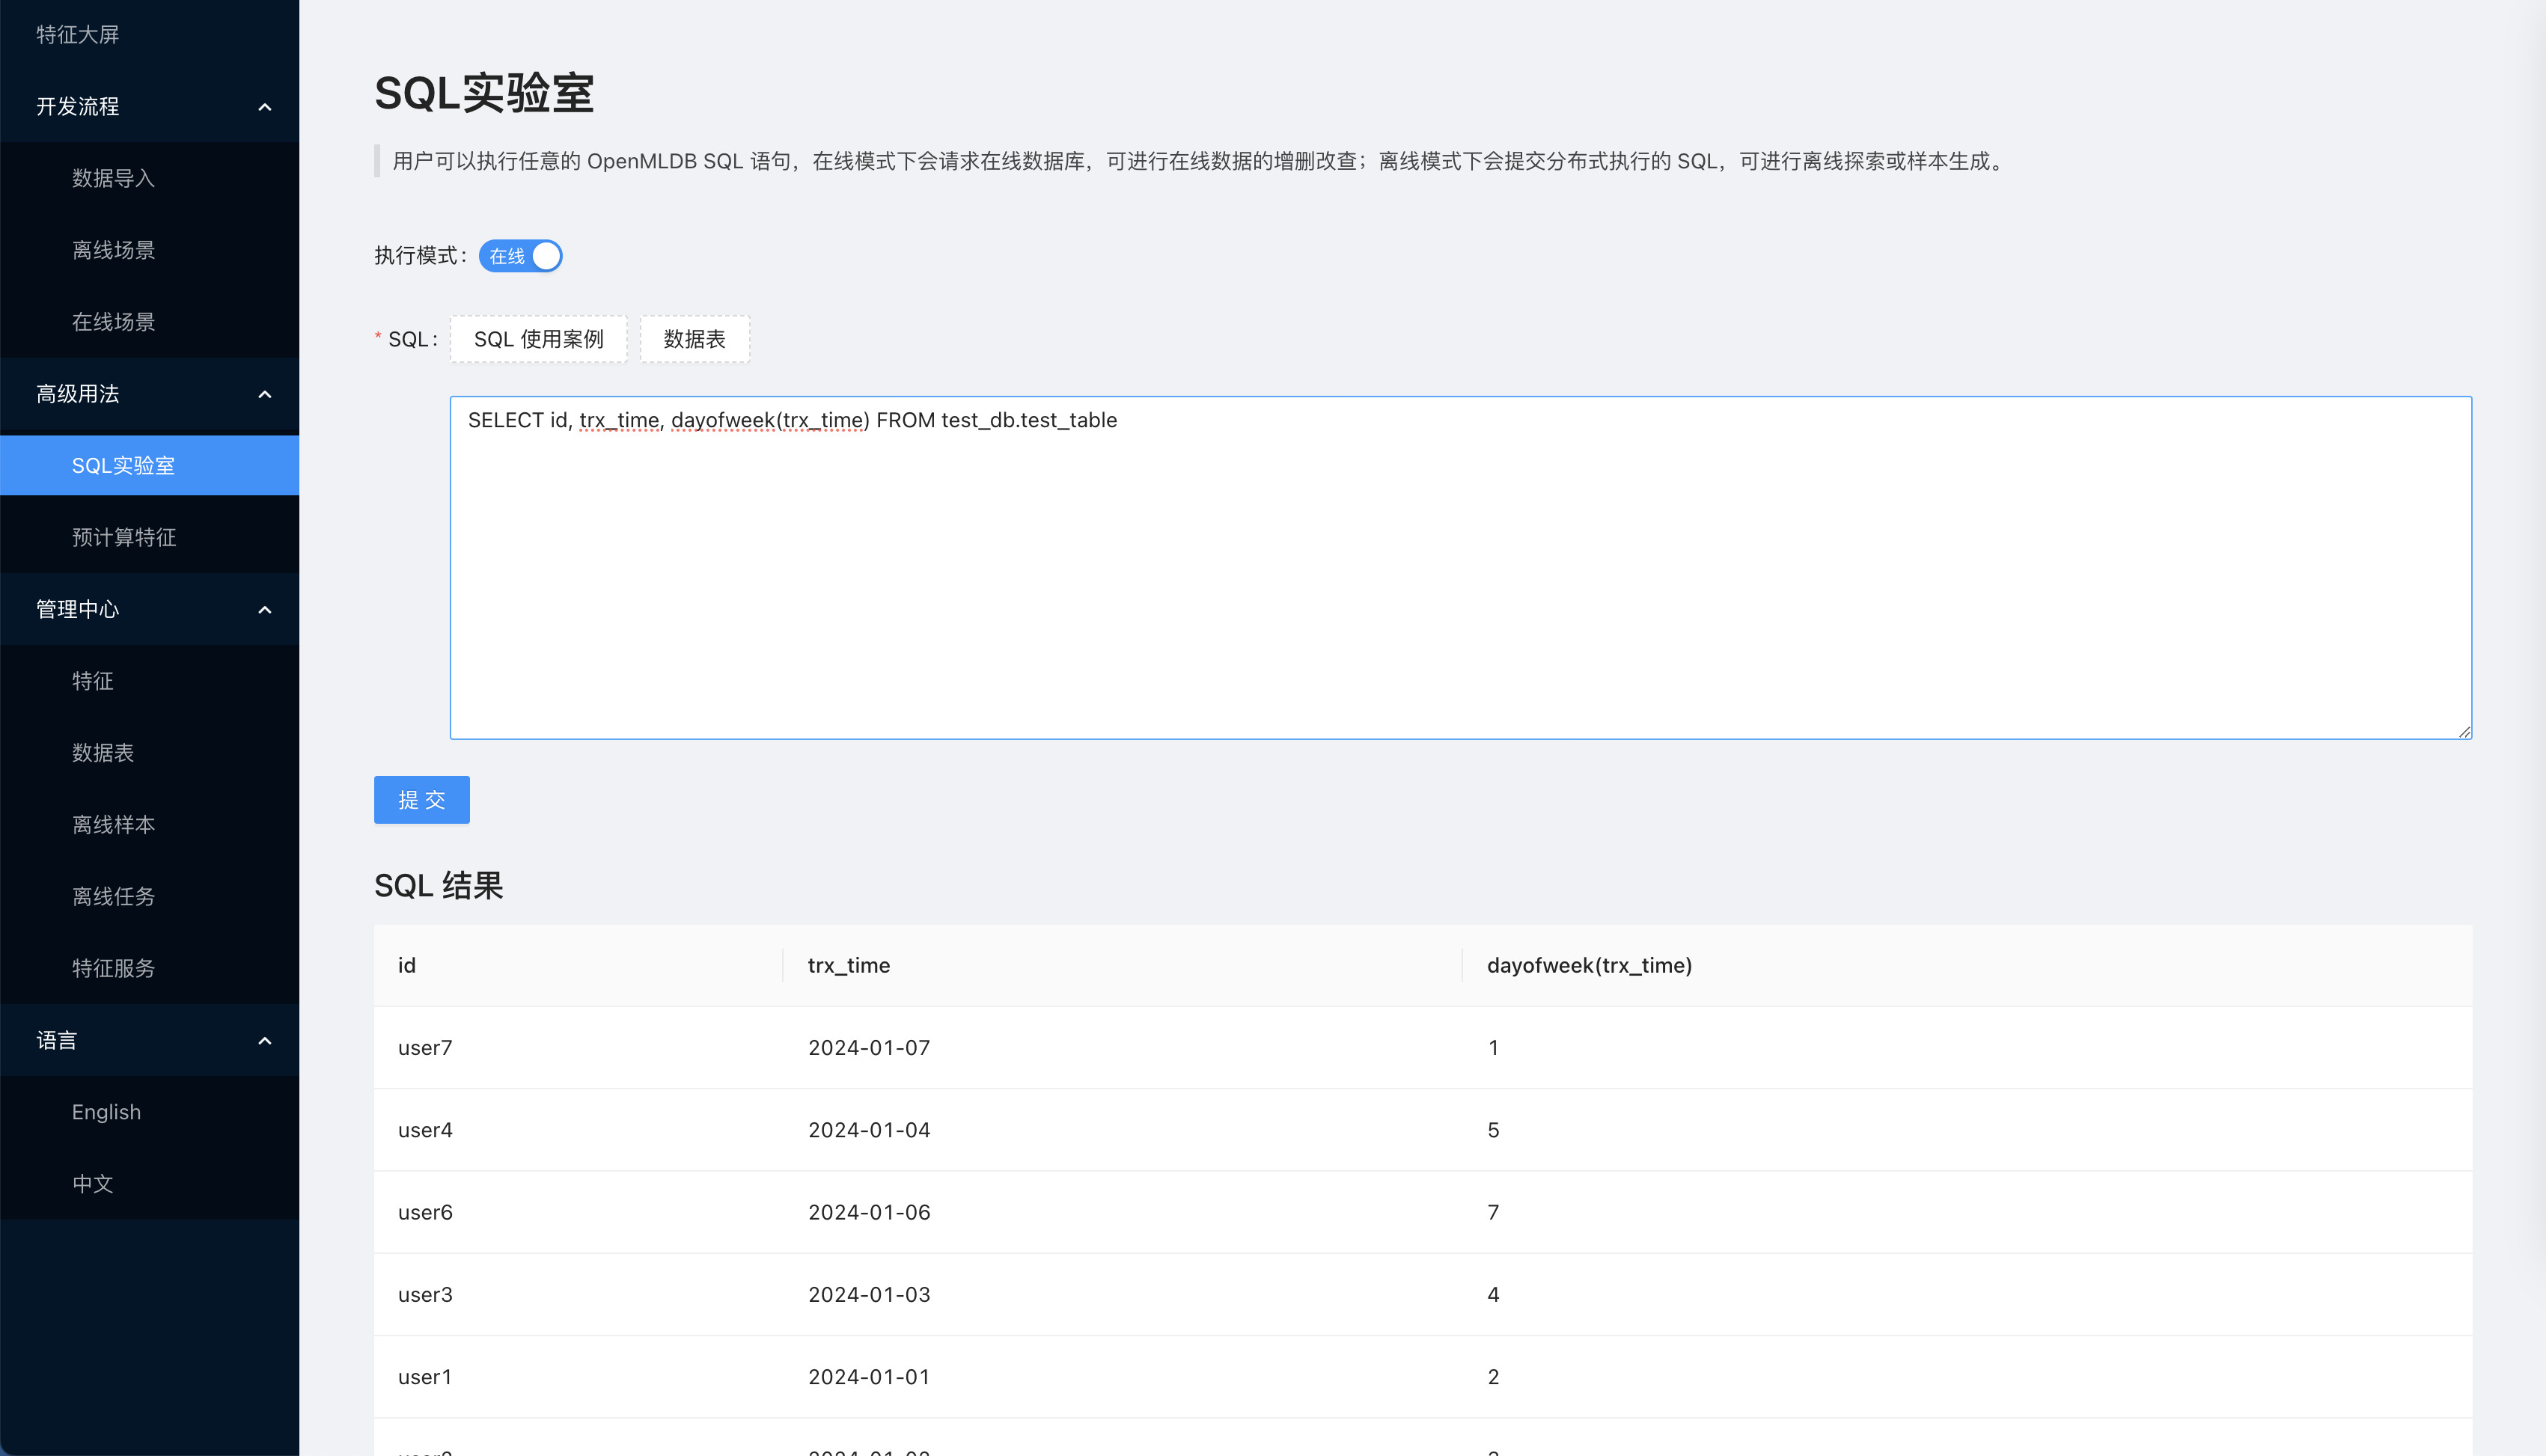 特征大屏
开发流程
数据导入
离线场景
在线场景
高级用法
SQL实验室
预计算特征
管理中心
特征
数据表
离线样本
离线任务
特征服务
语言
English
中文
SQL实验室
用户可以执行任意的 OpenMLDB SQL 语句，在线模式下会请求在线数据库，可进行在线数据的增删改查；离线模式下会提交分布式执行的 SQL，可进行离线探索或样本生成。
执行模式： 在线
* SQL： SQL 使用案例 数据表
SELECT id, trx_time, dayofweek(trx_time) FROM test_db.test_table
提 交
SQL 结果
id trx_time dayofweek(trx_time)
user7 2024-01-07 1
user4 2024-01-04 5
user6 2024-01-06 7
user3 2024-01-03 4
user1 2024-01-01 2